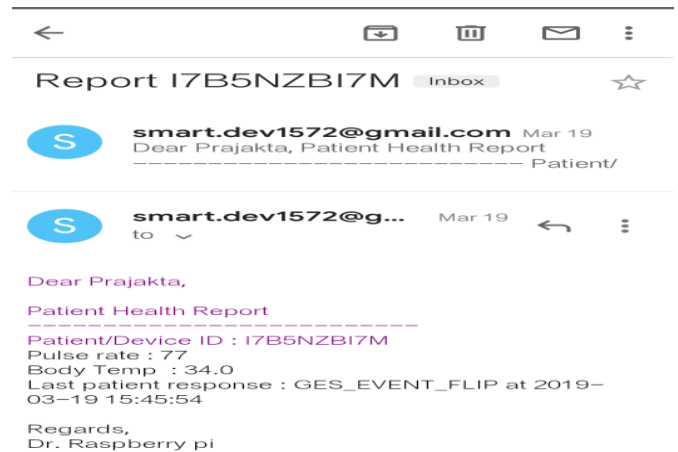 Report I7B5NZBI7M Inbox
S
smart.dev1572@gmail.com Mar 19
Dear Prajakta, Patient Health Report
-------------------------- Patient/
S
smart.dev1572@g... Mar 19
to
Dear Prajakta,
Patient Health Report
--------------------------
Patient/Device ID : I7B5NZBI7M
Pulse rate : 77
Body Temp : 34.0
Last patient response : GES_EVENT_FLIP at 2019-
03-19 15:45:54
Regards,
Dr. Raspberry pi